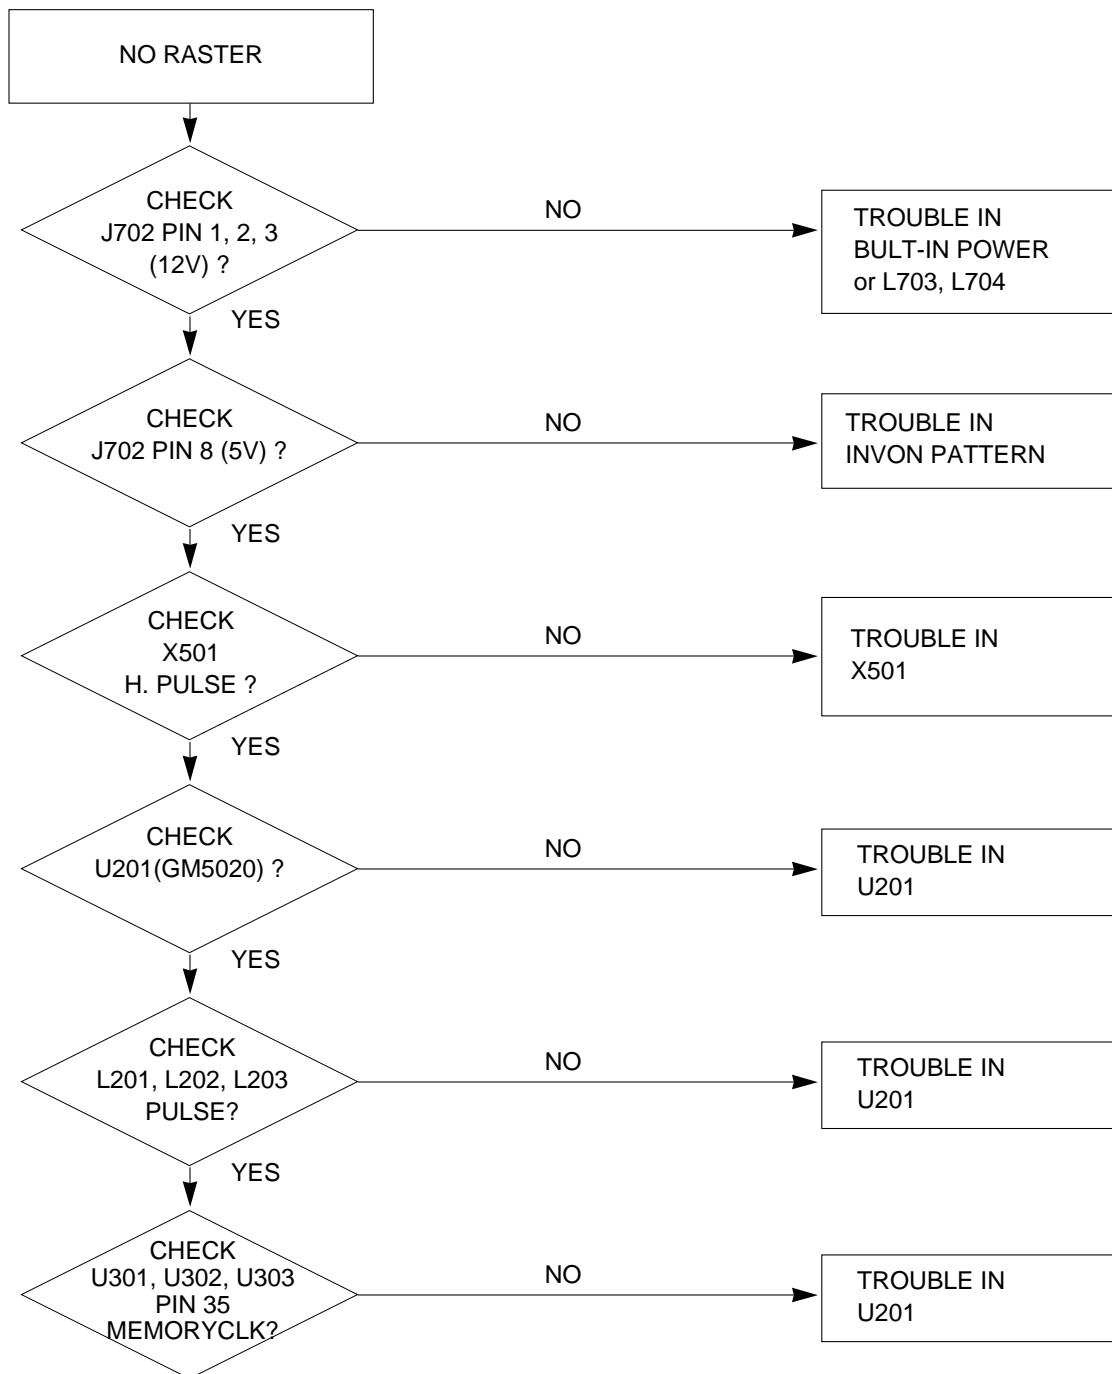 NO RASTER
CHECK
J702 PIN 1, 2, 3
(12V) ?
NO
TROUBLE IN
BULT-IN POWER
or L703, L704
YES
CHECK
J702 PIN 8 (5V) ?
NO
TROUBLE IN
INVON PATTERN
YES
CHECK
X501
H. PULSE ?
NO
TROUBLE IN
X501
YES
CHECK
U201(GM5020) ?
NO
TROUBLE IN
U201
YES
CHECK
L201, L202, L203
PULSE?
NO
TROUBLE IN
U201
YES
CHECK
U301, U302, U303
PIN 35
MEMORYCLK?
NO
TROUBLE IN
U201